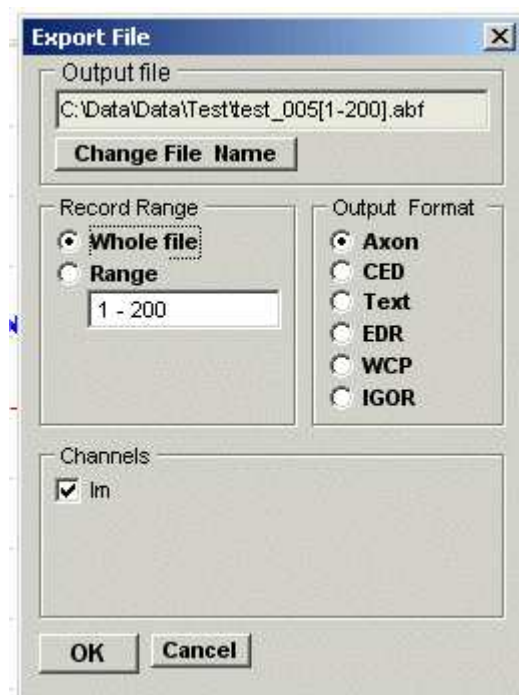 Export File
Output file
C:\Data\Data\Test\test_005[1-200].abf
Change File Name
Record Range
Whole file
Range
1 - 200
Output Format
Axon
CED
Text
EDR
WCP
IGOR
Channels
Im
OK
Cancel